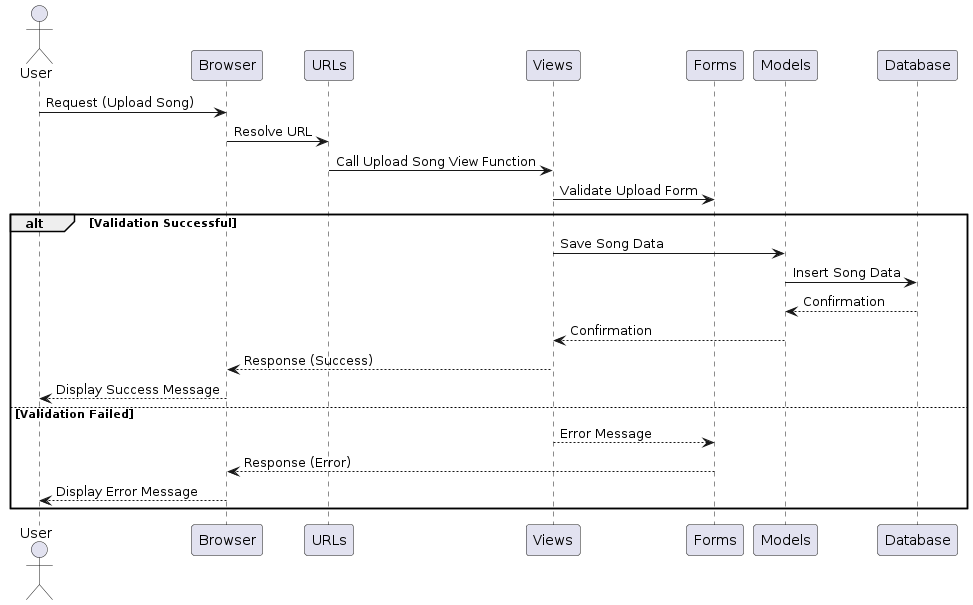 User
Browser
URLs
Views
Forms
Models
Database
Request (Upload Song)
Resolve URL
Call Upload Song View Function
Validate Upload Form
alt
[Validation Successful]
Save Song Data
Insert Song Data
Confirmation
Confirmation
Response (Success)
Display Success Message
[Validation Failed]
Error Message
Response (Error)
Display Error Message
User
Browser
URLs
Views
Forms
Models
Database